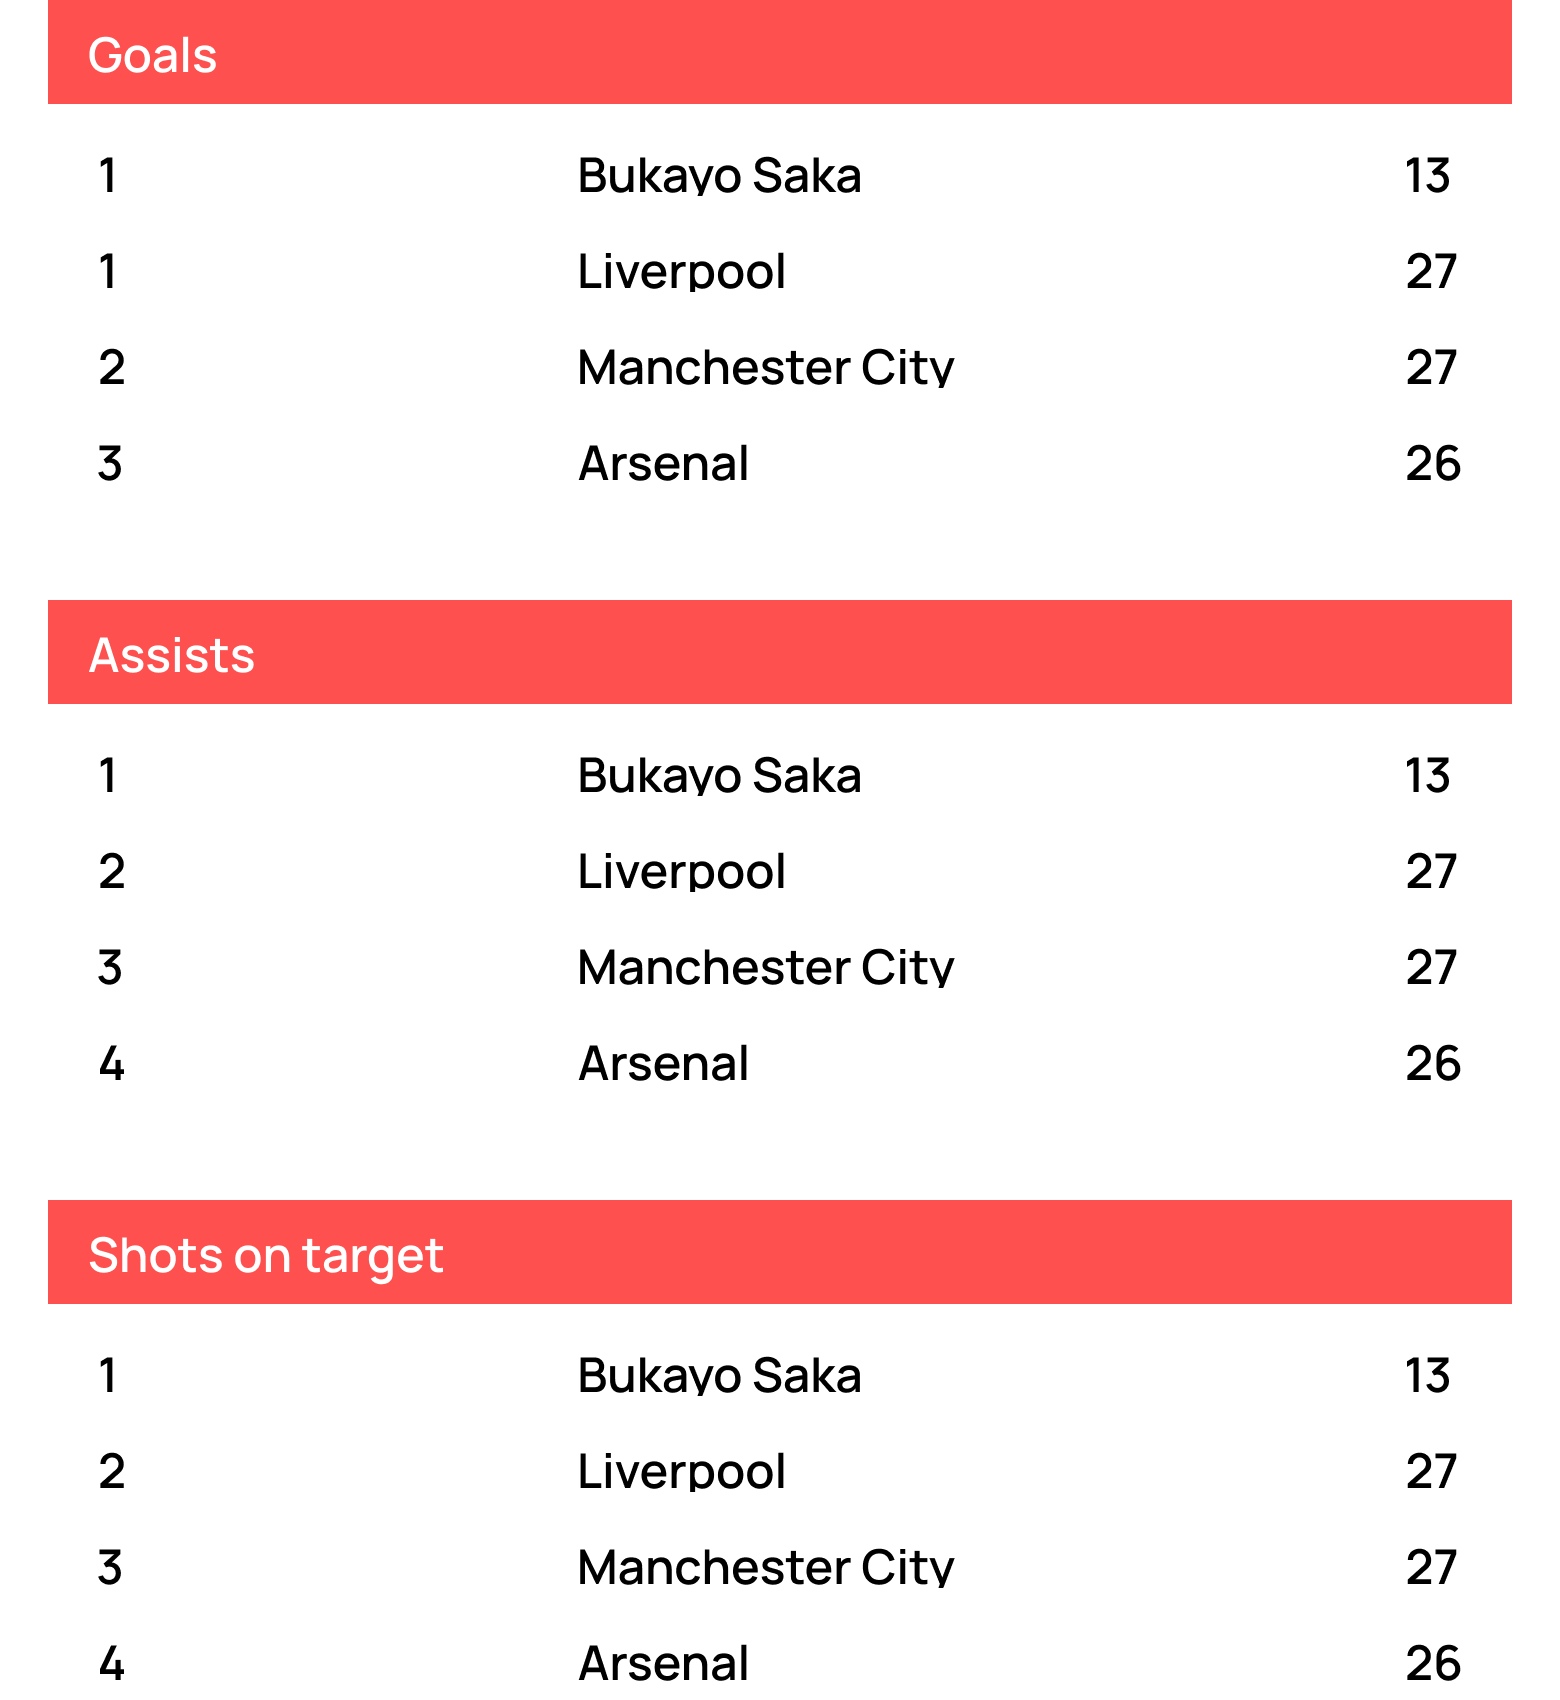 Goals
1 Bukayo Saka 13
1 Liverpool 27
2 Manchester City 27
3 Arsenal 26
Assists
1 Bukayo Saka 13
2 Liverpool 27
3 Manchester City 27
4 Arsenal 26
Shots on target
1 Bukayo Saka 13
2 Liverpool 27
3 Manchester City 27
4 Arsenal 26